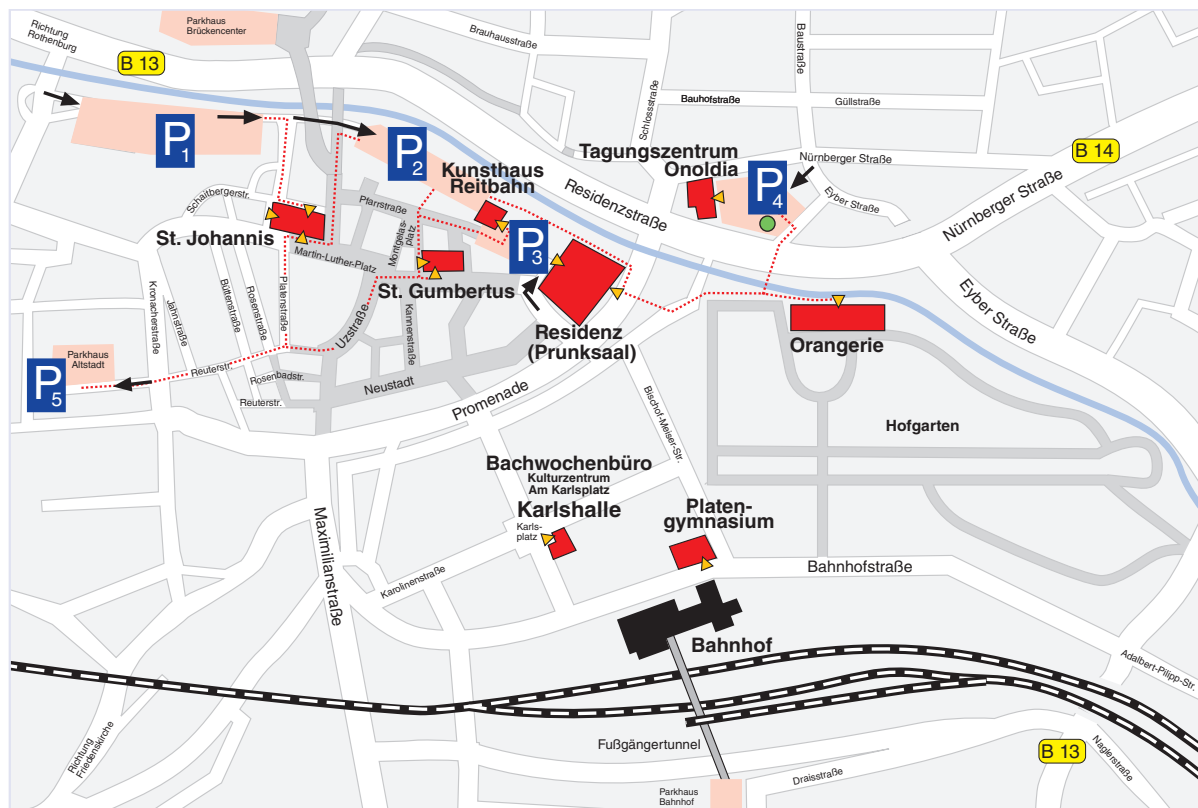 Richtung
Rothenburg
B 13
Parkhaus
Brückencenter
Brauhausstraße
Schlossstraße
Baustraße
Bauhofstraße
Güllstraße
P1
P2
Kunsthaus
Reitbahn
Tagungszentrum
Onoldia
P4
Nürnberger Straße
B 14
Eyber Straße
Nürnberger Straße
Residenzstraße
Schaitbergerstr.
Pfarrstraße
St. Johannis
Montgelas-
platz
P3
Martin-Luther-Platz
St. Gumbertus
Kronacherstraße
Jahnstraße
Büttenstraße
Rosenstraße
Platenstraße
Uzstraße
Kannenstraße
Residenz
(Prunksaal)
Orangerie
Eyber Straße
Parkhaus
Altstadt
P5
Reuterstr.
Rosenbadstr.
Reuterstr.
Neustadt
Promenade
Bischof-Meiser-Str.
Hofgarten
Bachwochenbüro
Kulturzentrum
Am Karlsplatz
Karlshalle
Karls-
platz
Platen-
gymnasium
Maximilianstraße
Karolinenstraße
Bahnhofstraße
Bahnhof
Adalbert-Pilipp-Str.
Richtung
Friedenskirche
Fußgängertunnel
B 13
Naglerstraße
Draisstraße
Parkhaus
Bahnhof